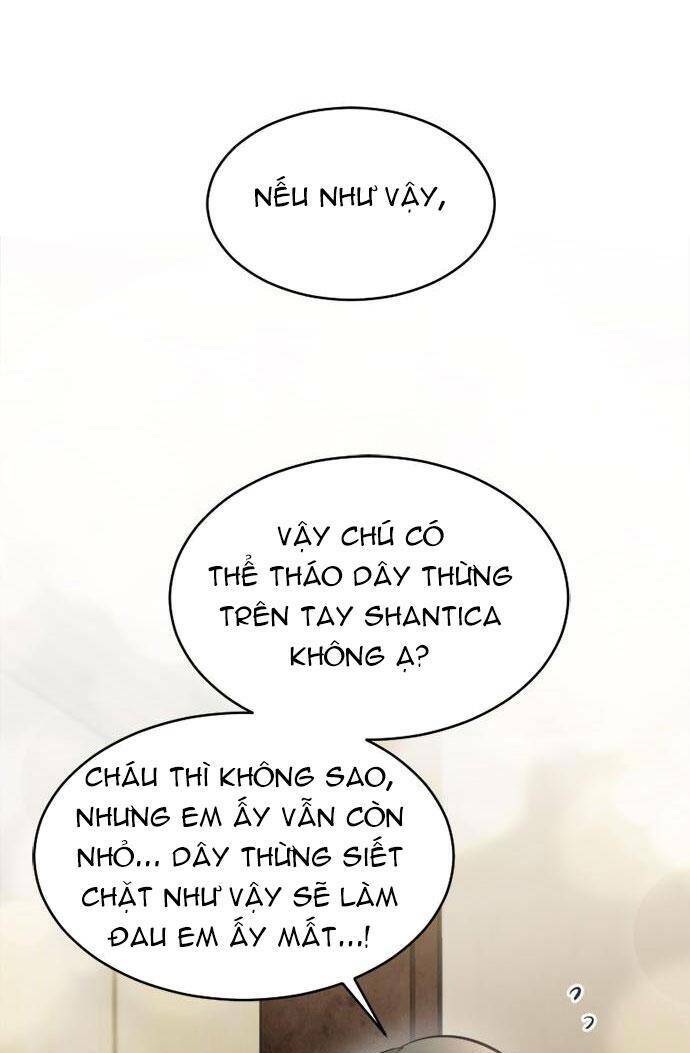 NẾU NHƯ VẬY,
VẬY CHÚ CÓ
THỂ THÁO DÂY THỪNG
TRÊN TAY SHANTICA
KHÔNG Ạ?
CHÁU THÌ KHÔNG SAO,
NHƯNG EM ẤY VẪN CÒN
NHỎ... DÂY THỪNG SIẾT
CHẶT NHƯ VẬY SẼ LÀM
ĐAU EM ẤY MẤT...!